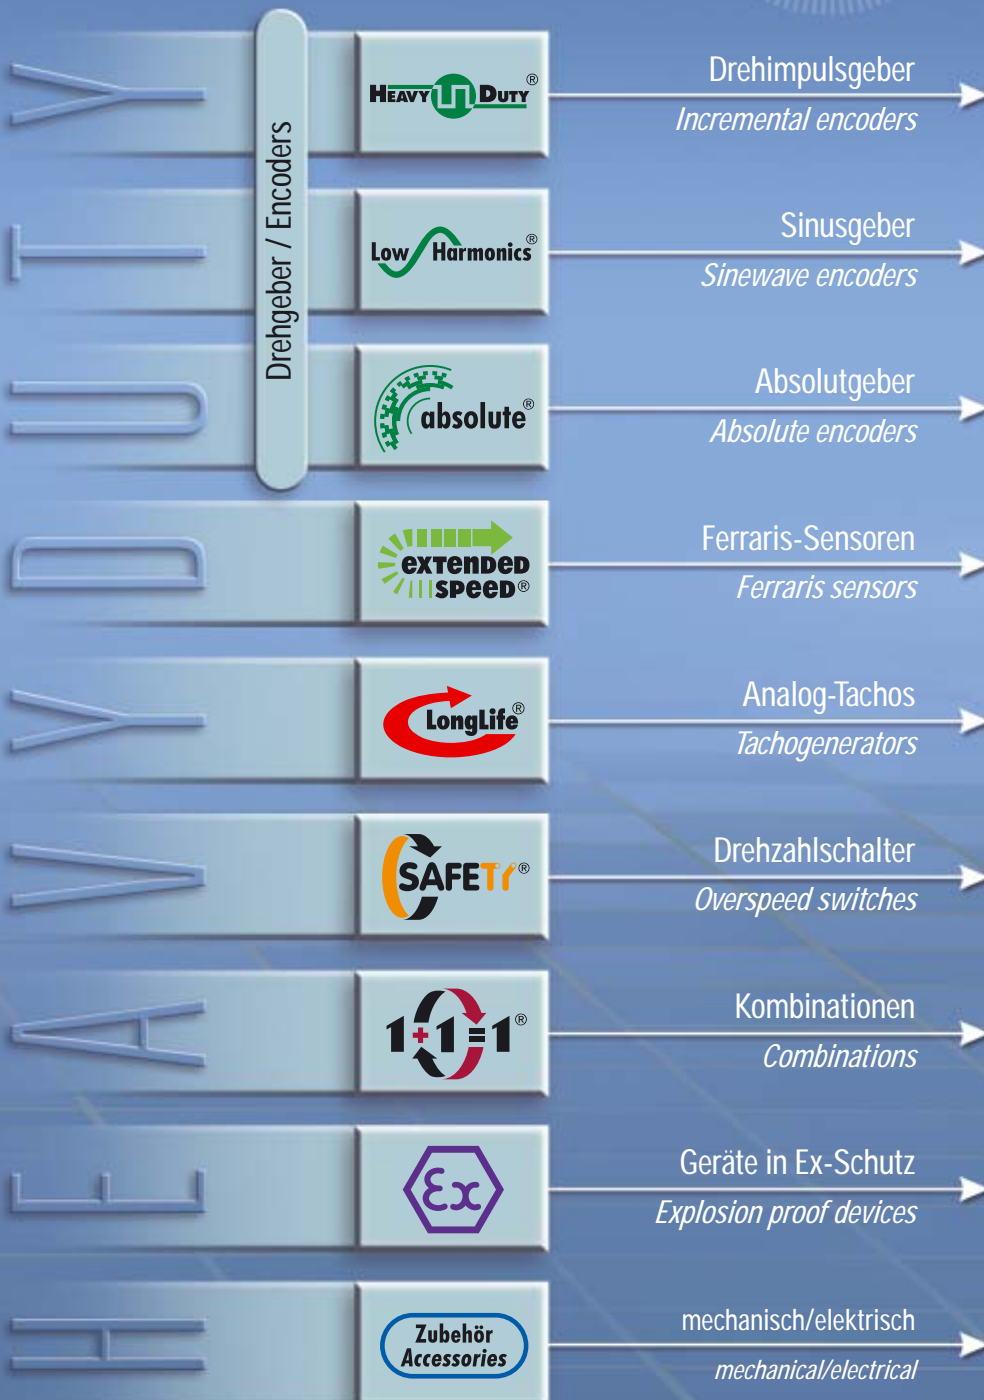 Y
Drehgeber / Encoders
HEAVY DUTY®
Drehimpulsgeber
Incremental encoders
T
Low Harmonics®
Sinusgeber
Sinewave encoders
U
absolute®
Absolutgeber
Absolute encoders
D
extended
speed®
Ferraris-Sensoren
Ferraris sensors
Y
LongLife®
Analog-Tachos
Tachogenerators
V
SAFETY®
Drehzahlschalter
Overspeed switches
A
1+1=1®
Kombinationen
Combinations
E
Ex
Geräte in Ex-Schutz
Explosion proof devices
H
Zubehör
Accessories
mechanisch/elektrisch
mechanical/electrical